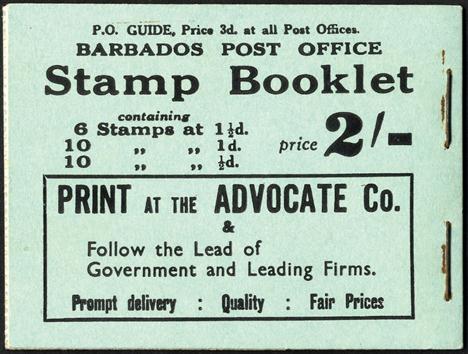 P.O. GUIDE, Price 3d. at all Post Offices.
BARBADOS POST OFFICE
Stamp Booklet
containing
6 Stamps at 1½d.
10 „ „ 1d.
10 „ „ ½d.
price 2/-
PRINT AT THE ADVOCATE Co.
&
Follow the Lead of
Government and Leading Firms.
Prompt delivery : Quality : Fair Prices